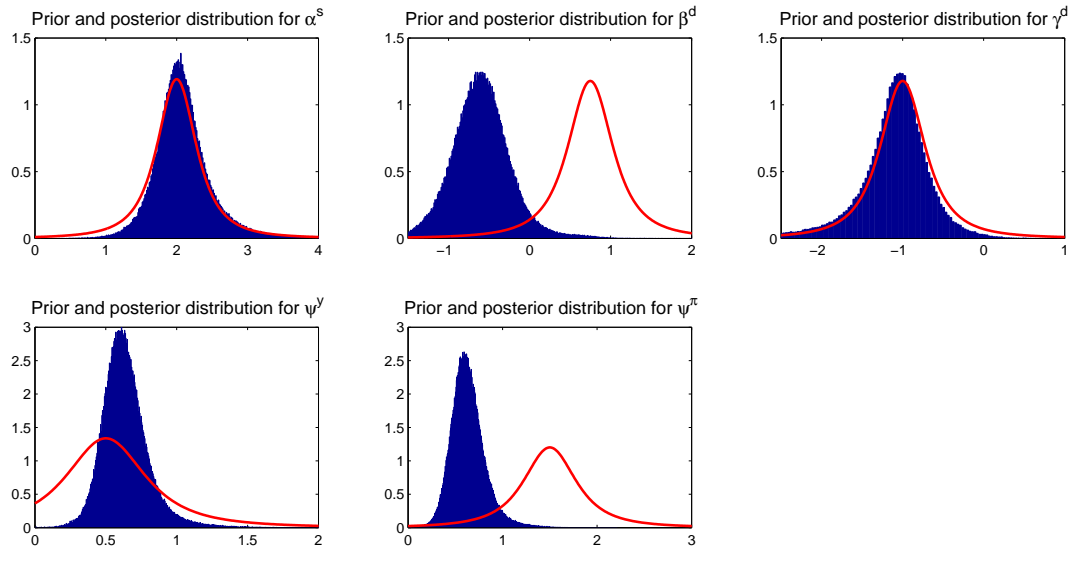 Prior and posterior distribution for αˢ
Prior and posterior distribution for βᵈ
Prior and posterior distribution for γᵈ
1.5
1
0.5
0
0 1 2 3 4
1.5
1
0.5
0
−1 0 1 2
1.5
1
0.5
0
−2 −1 0 1
Prior and posterior distribution for ψʸ
Prior and posterior distribution for ψ^π
3
2.5
2
1.5
1
0.5
0
0 0.5 1 1.5 2
3
2.5
2
1.5
1
0.5
0
0 1 2 3